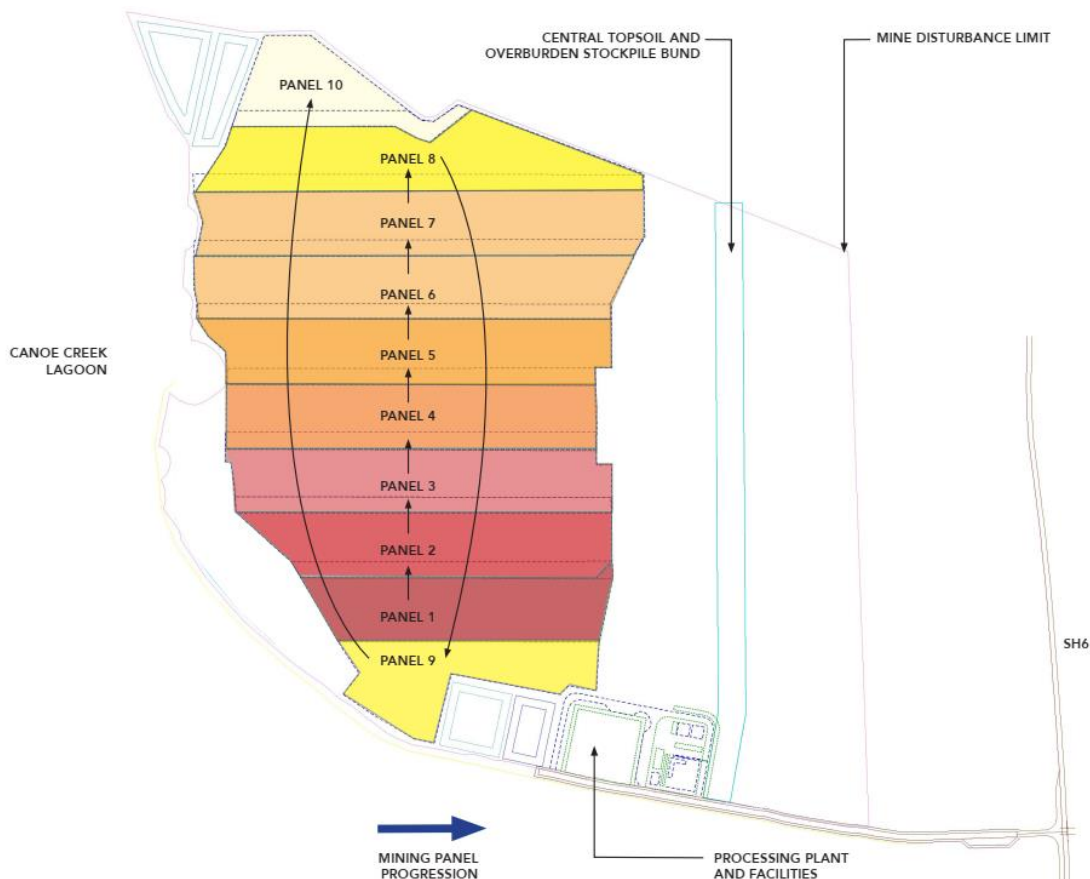 CENTRAL TOPSOIL AND
OVERBURDEN STOCKPILE BUND
MINE DISTURBANCE LIMIT
PANEL 10
PANEL 8
PANEL 7
PANEL 6
CANOE CREEK
LAGOON
PANEL 5
PANEL 4
PANEL 3
PANEL 2
PANEL 1
SH6
PANEL 9
MINING PANEL
PROGRESSION
PROCESSING PLANT
AND FACILITIES